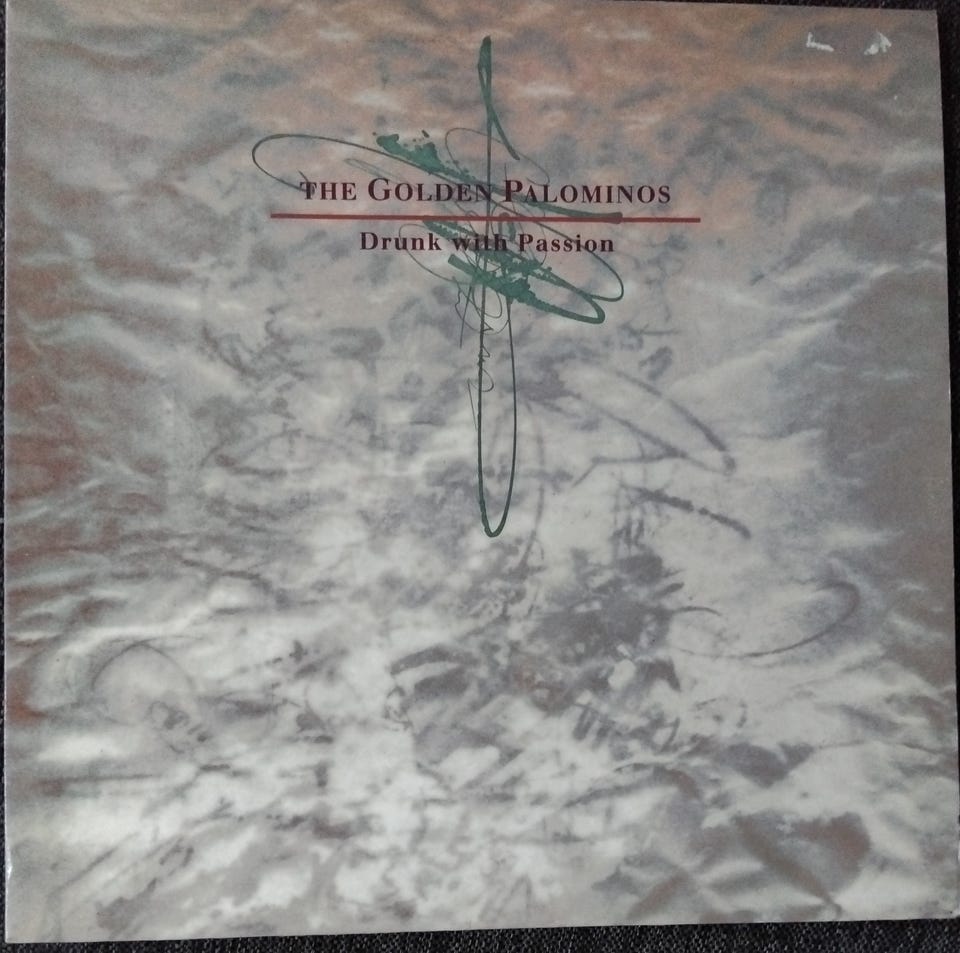 THE GOLDEN PALOMINOS
Drunk with Passion